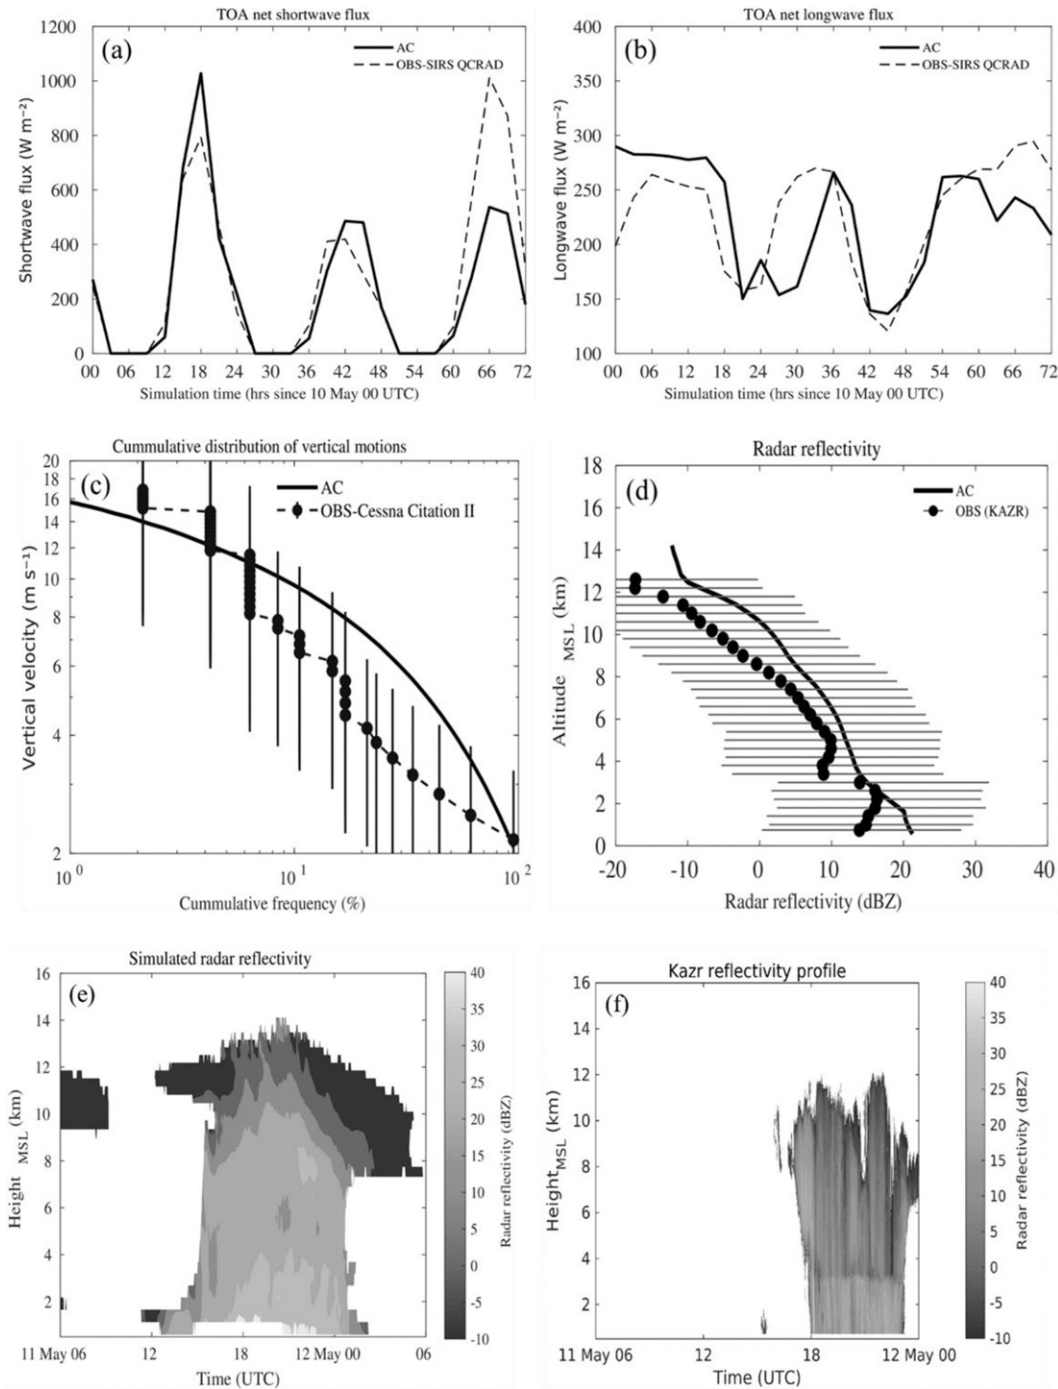 TOA net shortwave flux
(a)
AC
OBS-SIRS QCRAD
1200
1000
800
600
400
200
0
Shortwave flux (W m⁻²)
00 06 12 18 24 30 36 42 48 54 60 66 72
Simulation time (hrs since 10 May 00 UTC)
TOA net longwave flux
(b)
AC
OBS-SIRS QCRAD
400
350
300
250
200
150
100
Longwave flux (W m⁻²)
00 06 12 18 24 30 36 42 48 54 60 66 72
Simulation time (hrs since 10 May 00 UTC)
Cummulative distribution of vertical motions
(c)
AC
OBS-Cessna Citation II
20
18
16
14
12
10
8
6
4
2
Vertical velocity (m s⁻¹)
10⁰ 10¹ 10²
Cummulative frequency (%)
Radar reflectivity
(d)
AC
OBS (KAZR)
18
16
14
12
10
8
6
4
2
0
Altitude MSL (km)
-20 -10 0 10 20 30 40
Radar reflectivity (dBZ)
Simulated radar reflectivity
(e)
16
14
12
10
8
6
4
2
Height MSL (km)
11 May 06 12 18 12 May 00 06
Time (UTC)
40
35
30
25
20
15
10
5
0
-5
-10
Radar reflectivity (dBZ)
Kazr reflectivity profile
(f)
16
14
12
10
8
6
4
2
Height MSL (km)
11 May 06 12 18 12 May 00
Time (UTC)
40
35
30
25
20
15
10
5
0
-5
-10
Radar reflectivity (dBZ)